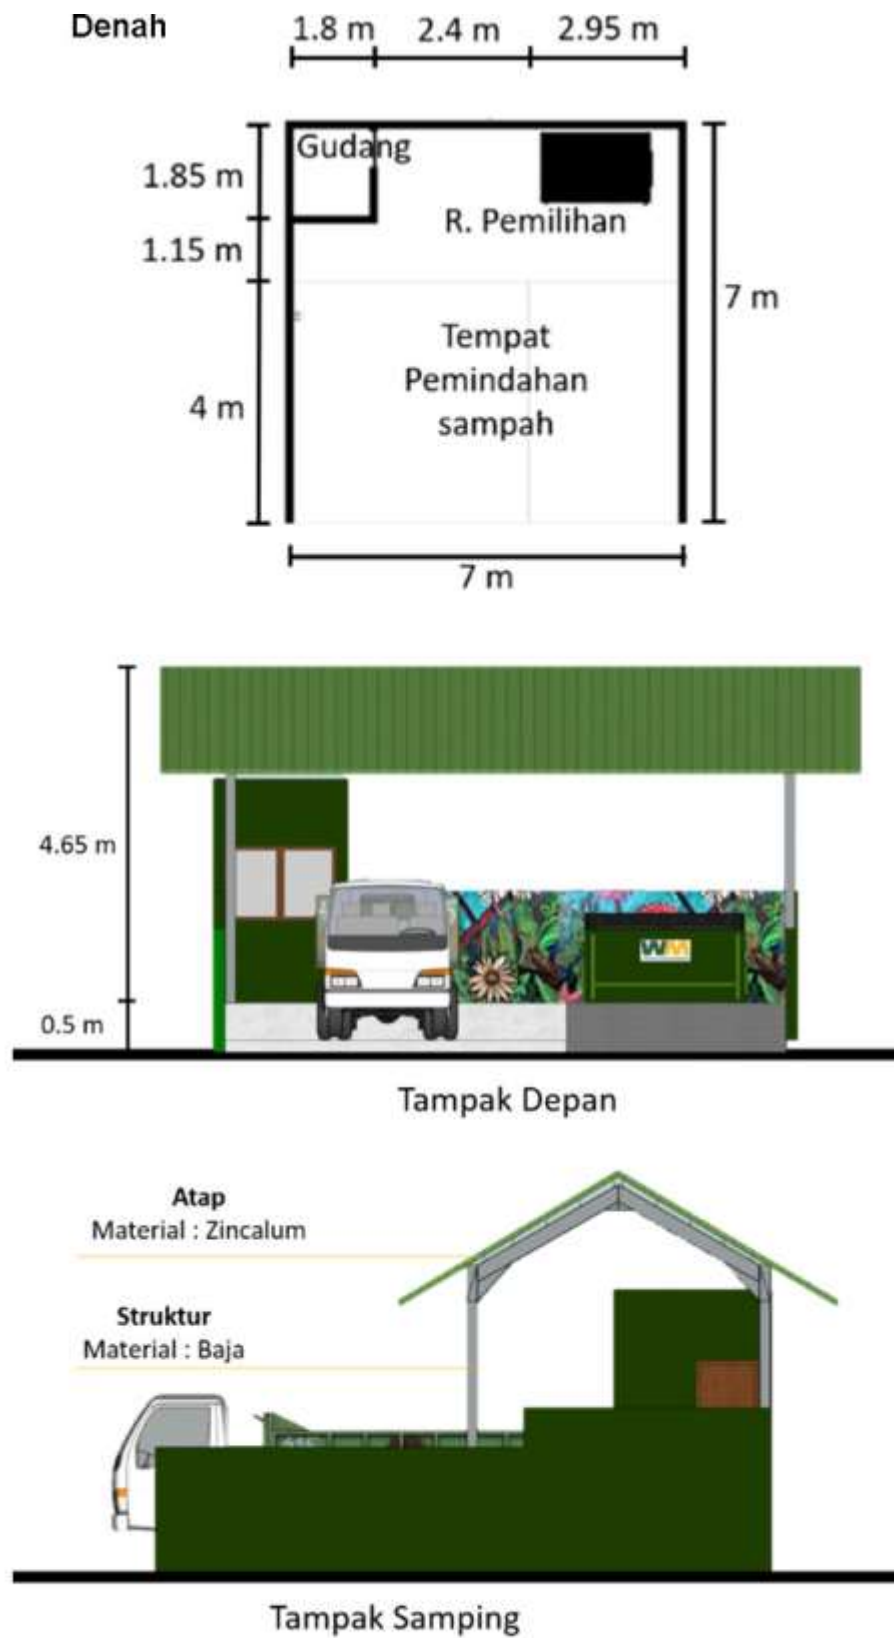 Denah
1.8 m 2.4 m 2.95 m
Gudang
1.85 m
R. Pemilihan
1.15 m
7 m
Tempat
Pemindahan
sampah
4 m
7 m
4.65 m
WM
0.5 m
Tampak Depan
Atap
Material : Zincalum
Struktur
Material : Baja
Tampak Samping